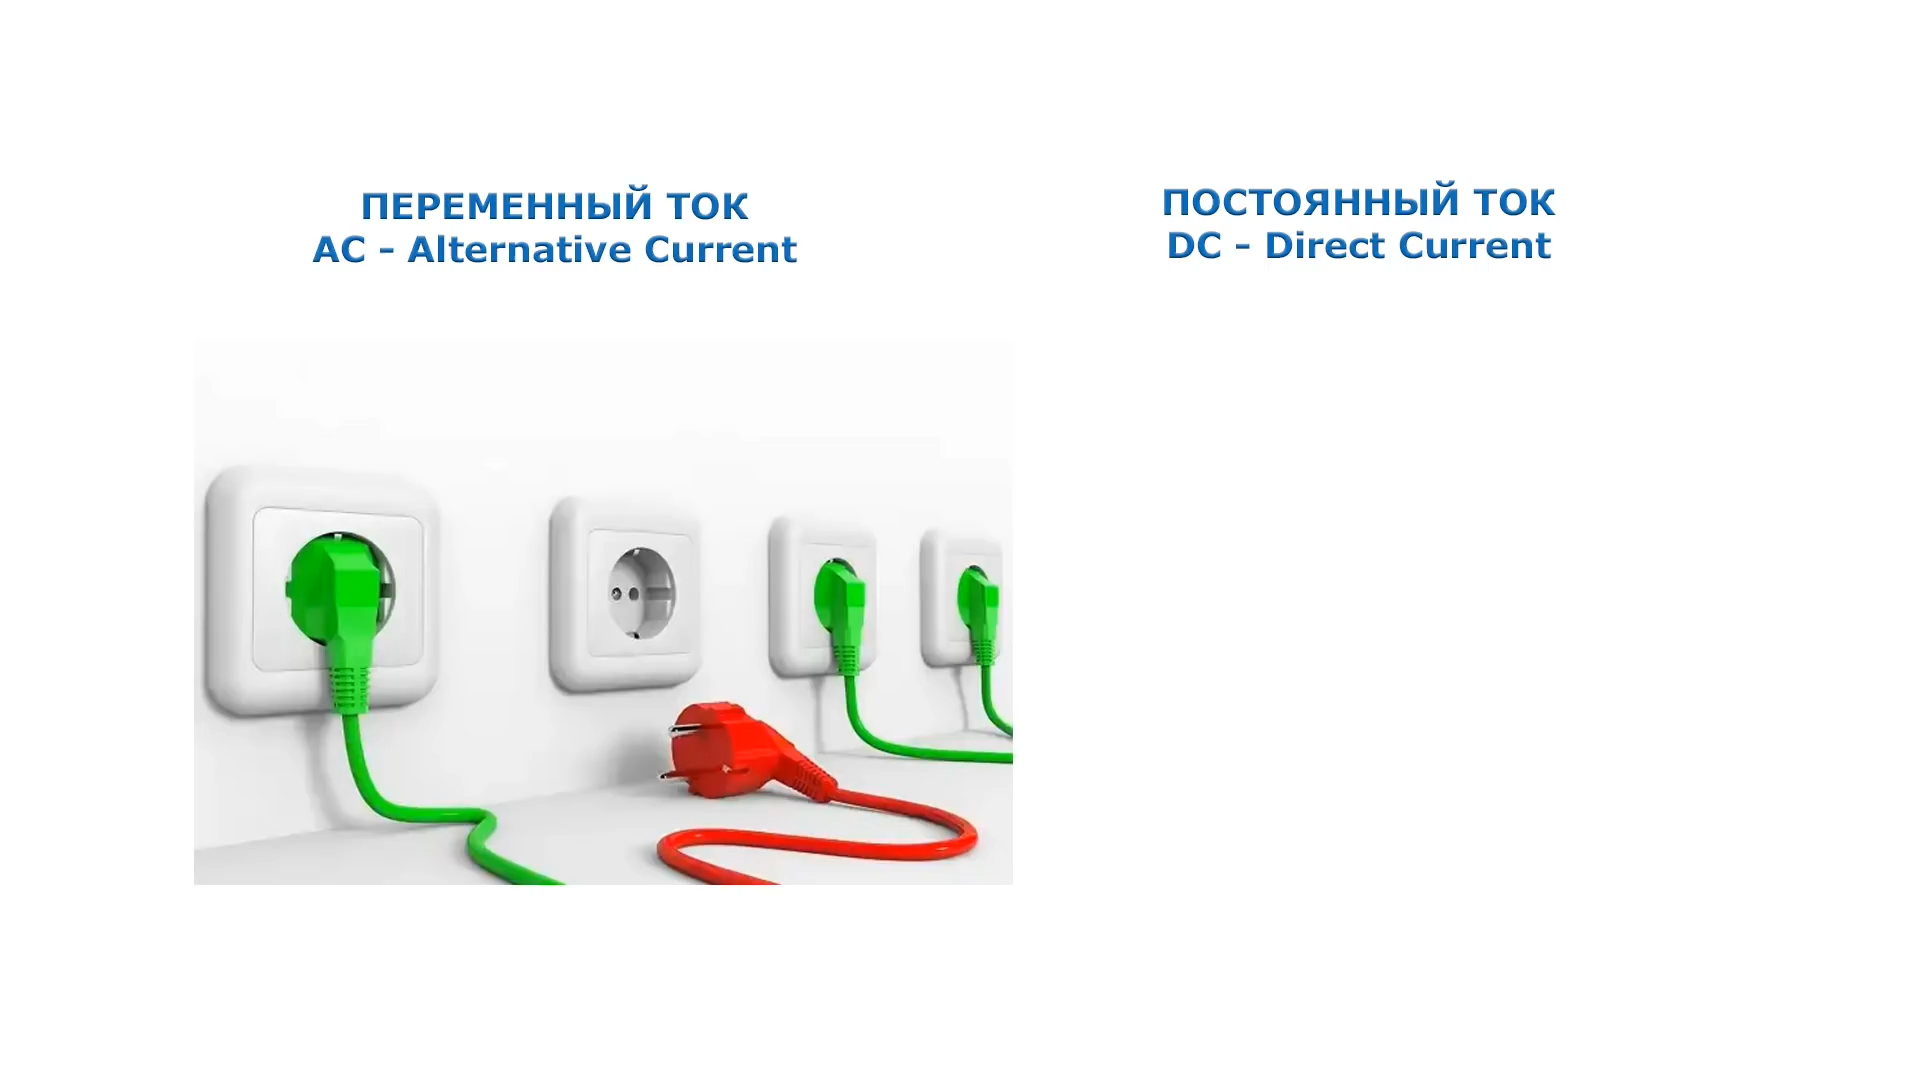 ПЕРЕМЕННЫЙ ТОК
AC – Alternative Current
ПОСТОЯННЫЙ ТОК
DC – Direct Current